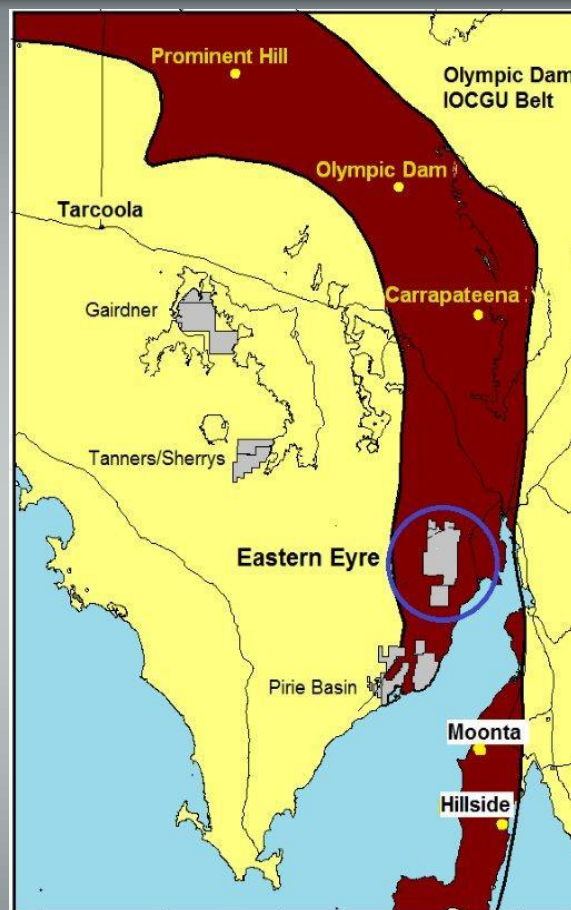 Prominent Hill
Olympic Dam
IOCGU Belt
Olympic Dam
Tarcoola
Carrapateena
Gairdner
Tanners/Sherrys
Eastern Eyre
Pirie Basin
Moonta
Hillside